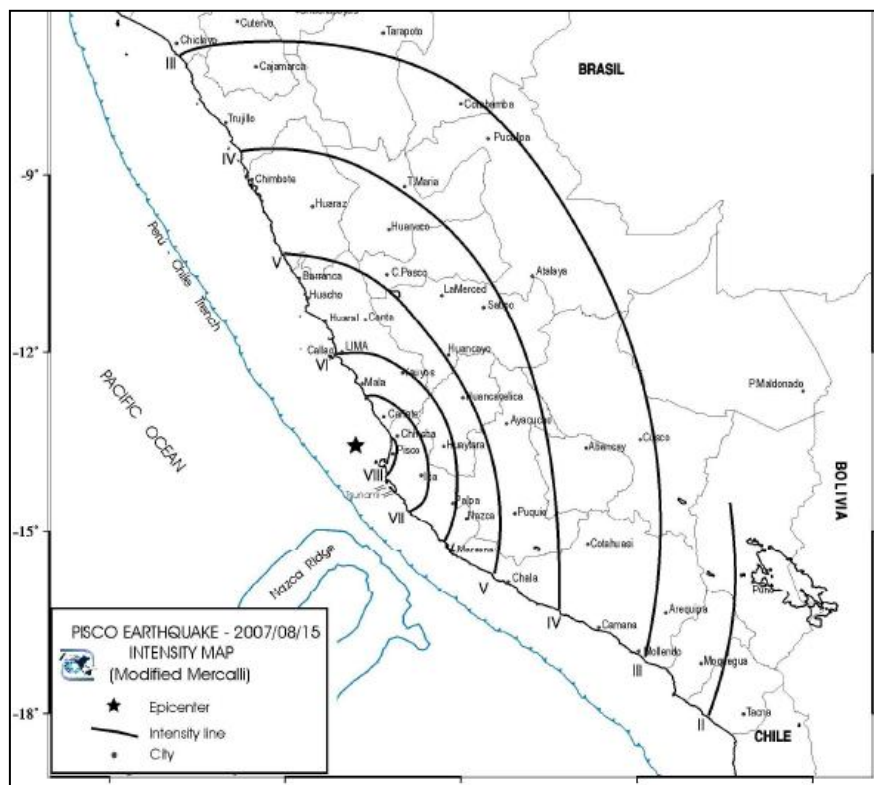 Cutervo
Tarapoto
Chiclayo
III
Cajamarca
BRASIL
Trujillo
Pucallpa
IV
-9°
Chimbote
T.Maria
Huaraz
Huanuco
Perú - Chile Trench
V
Barranca
C.Pasco
Atalaya
Huacho
LaMerced
Satipo
Huaral
Canta
-12°
Callao
LIMA
Huancayo
VI
Yauyos
Mala
P.Maldonado
PACIFIC OCEAN
Huancavelica
Cañete
Ayacucho
Chincha
Cusco
Pisco
Huaytara
Abancay
BOLIVIA
VIII
Ica
Tsunami
Palpa
VII
Nazca
Puquio
-15°
Marcona
Cotahuasi
Nazca Ridge
V
Chala
Puno
IV
Camana
Arequipa
PISCO EARTHQUAKE - 2007/08/15
INTENSITY MAP
(Modified Mercalli)
Mollendo
III
Moquegua
Epicenter
-18°
II
Tacna
Intensity line
City
CHILE